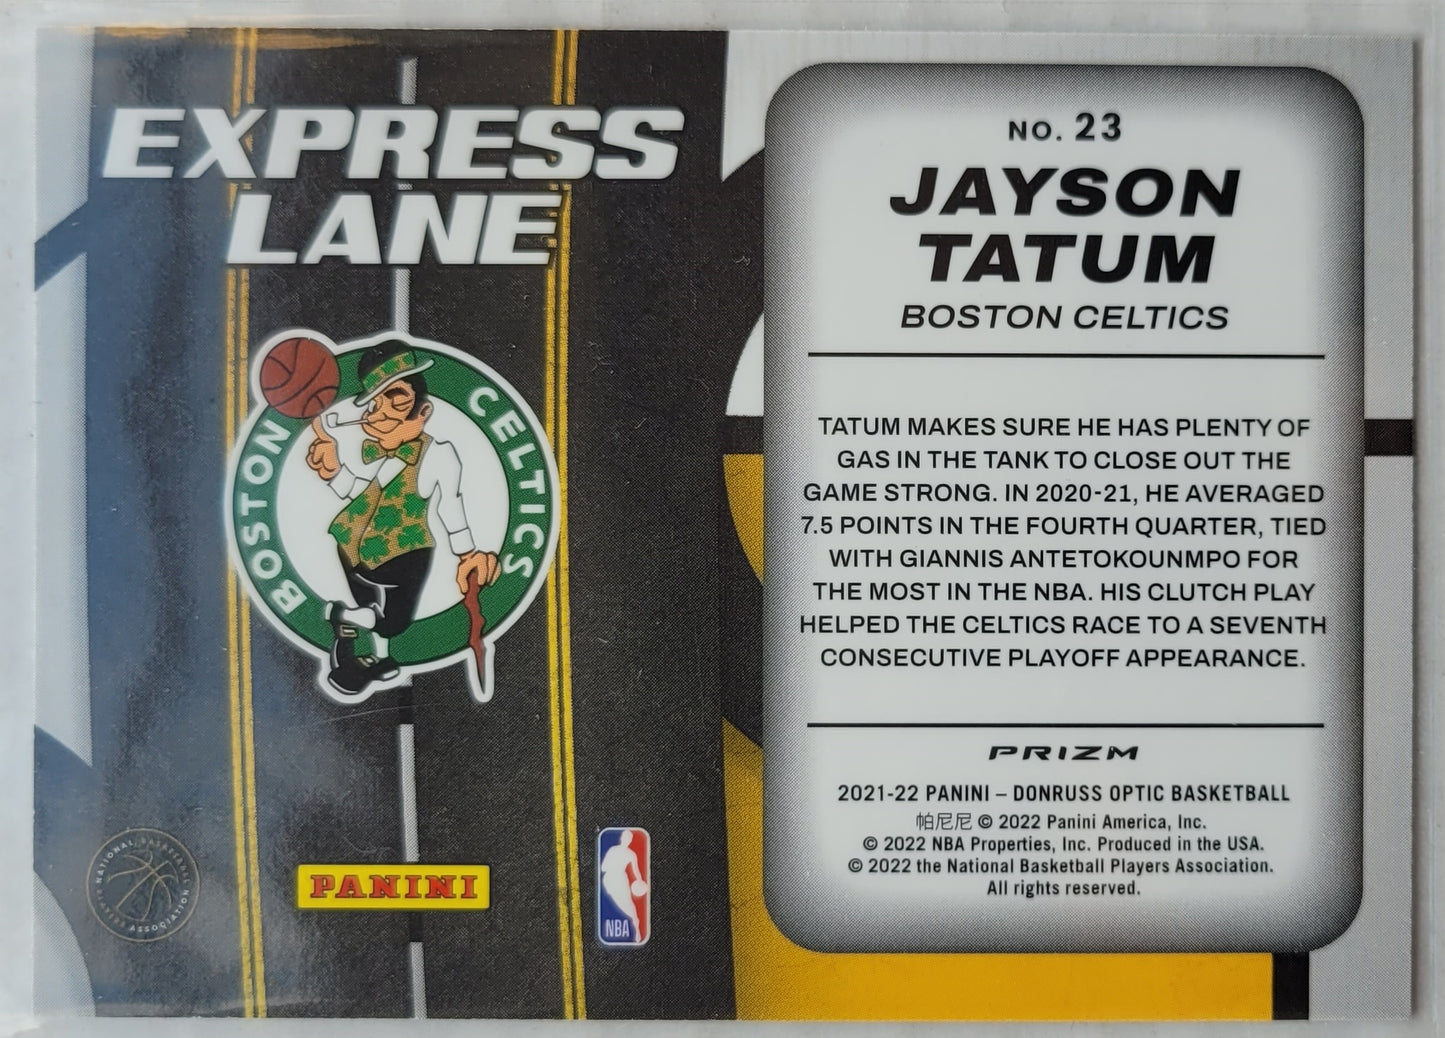 EXPRESS
LANE
BOSTON
CELTICS
NATIONAL BASKETBALL
PLAYERS ASSOCIATION
PANINI
NBA
NO. 23
JAYSON
TATUM
BOSTON CELTICS
TATUM MAKES SURE HE HAS PLENTY OF
GAS IN THE TANK TO CLOSE OUT THE
GAME STRONG. IN 2020-21, HE AVERAGED
7.5 POINTS IN THE FOURTH QUARTER, TIED
WITH GIANNIS ANTETOKOUNMPO FOR
THE MOST IN THE NBA. HIS CLUTCH PLAY
HELPED THE CELTICS RACE TO A SEVENTH
CONSECUTIVE PLAYOFF APPEARANCE.
PRIZM
2021-22 PANINI – DONRUSS OPTIC BASKETBALL
帕尼尼 © 2022 Panini America, Inc.
© 2022 NBA Properties, Inc. Produced in the USA.
© 2022 the National Basketball Players Association.
All rights reserved.